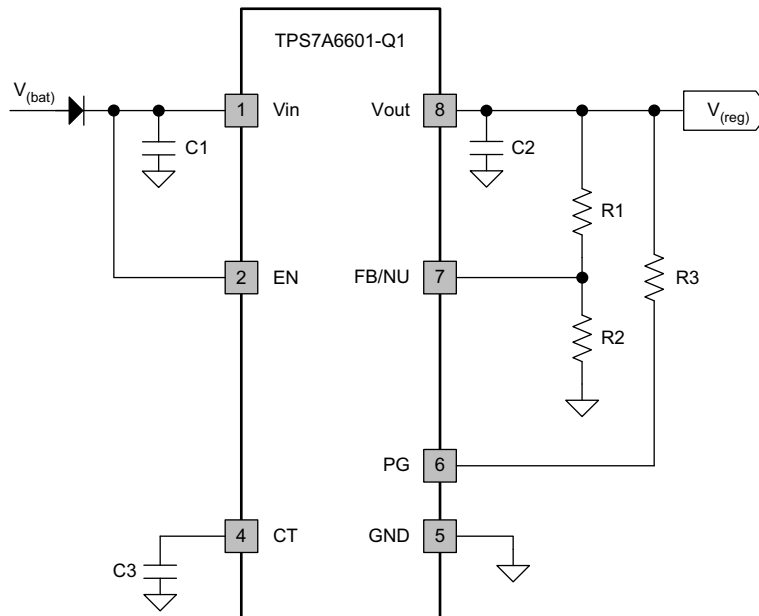 TPS7A6601-Q1
V(bat)
1
Vin
Vout
8
V(reg)
C1
C2
R1
2
EN
FB/NU
7
R3
R2
PG
6
4
CT
GND
5
C3